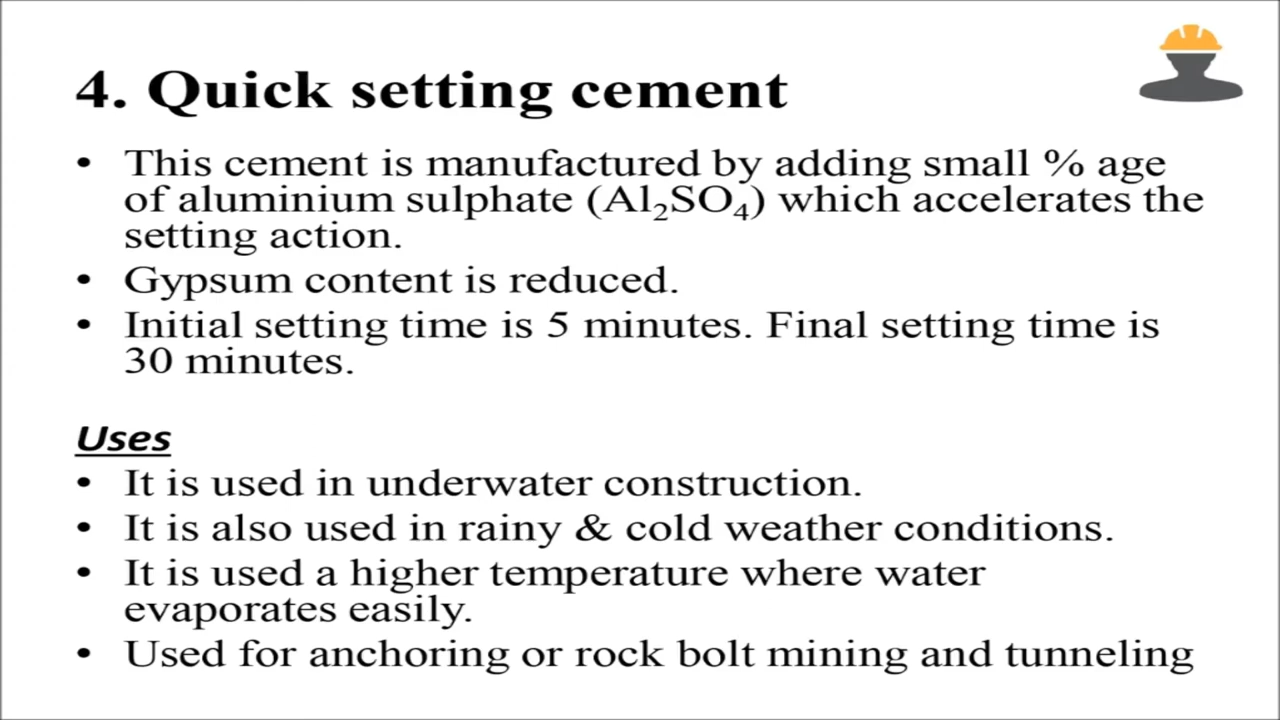 4. Quick setting cement
• This cement is manufactured by adding small % age
of aluminium sulphate (Al₂SO₄) which accelerates the
setting action.
• Gypsum content is reduced.
• Initial setting time is 5 minutes. Final setting time is
30 minutes.
Uses
• It is used in underwater construction.
• It is also used in rainy & cold weather conditions.
• It is used a higher temperature where water
evaporates easily.
• Used for anchoring or rock bolt mining and tunneling